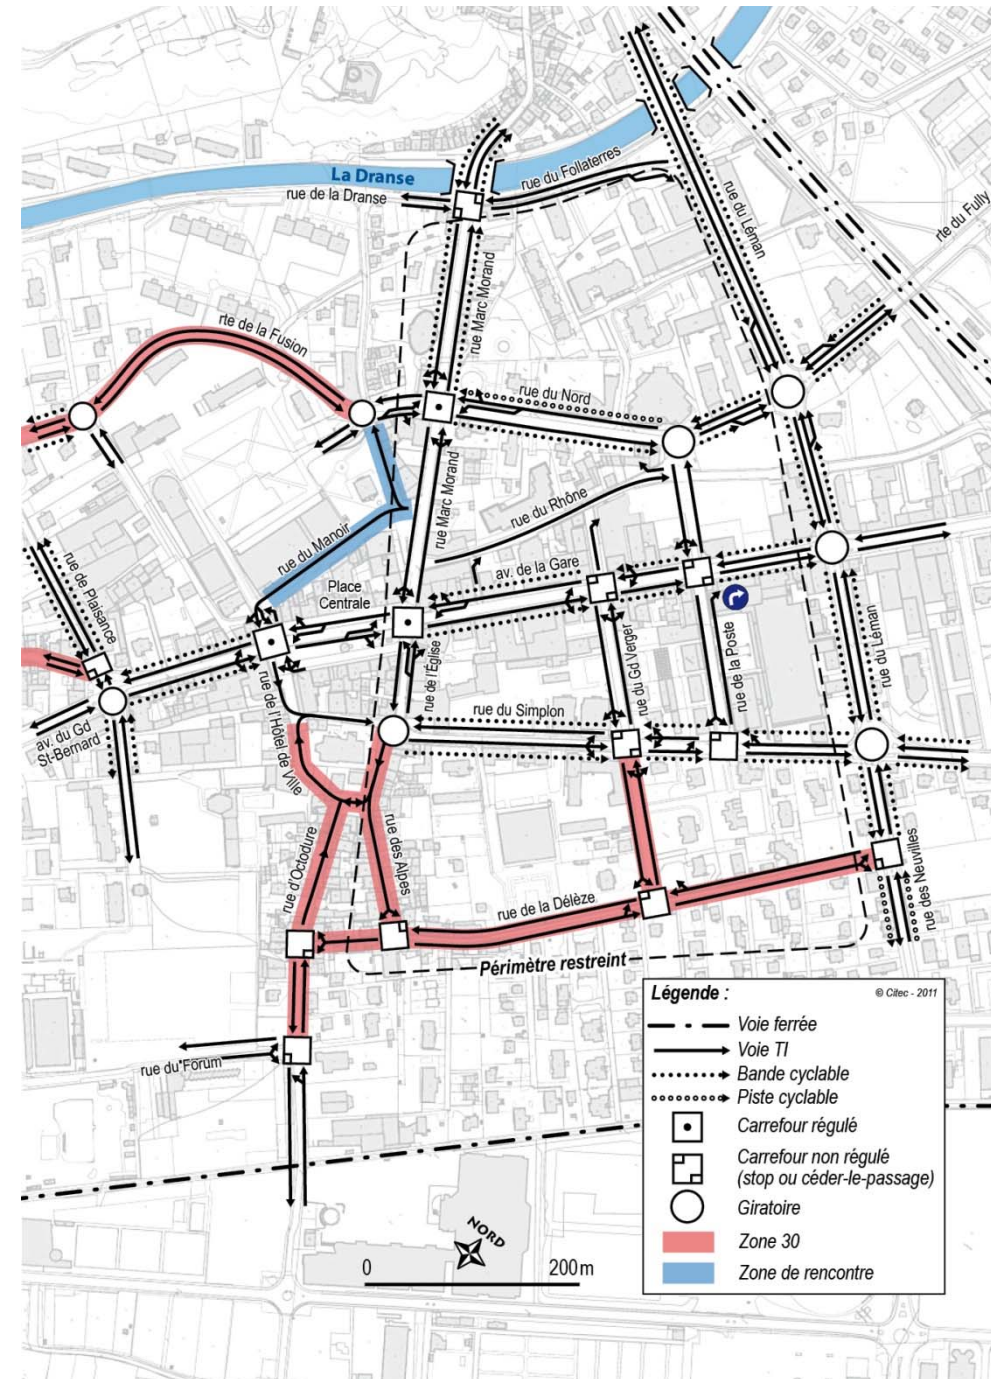 La Dranse
rue de la Dranse
rue du Follaterres
rue du Léman
rte du Fully
rue Marc Morand
rte de la Fusion
rue du Nord
rue Marc Morand
rue du Rhône
rue du Manoir
av. de la Gare
Place
Centrale
rue de Plaisance
rue de l'Église
rue du Gd Verger
rue de la Poste
rue du Léman
rue du Simplon
av. du Gd
St-Bernard
rue de l'Hôtel de Ville
rue d'Octodure
rue des Alpes
rue de la Délèze
rue des Neuvilles
Périmètre restreint
rue du Forum
Légende :
© Citec - 2011
Voie ferrée
Voie TI
Bande cyclable
Piste cyclable
Carrefour régulé
Carrefour non régulé
(stop ou céder-le-passage)
Giratoire
Zone 30
Zone de rencontre
NORD
0 200 m